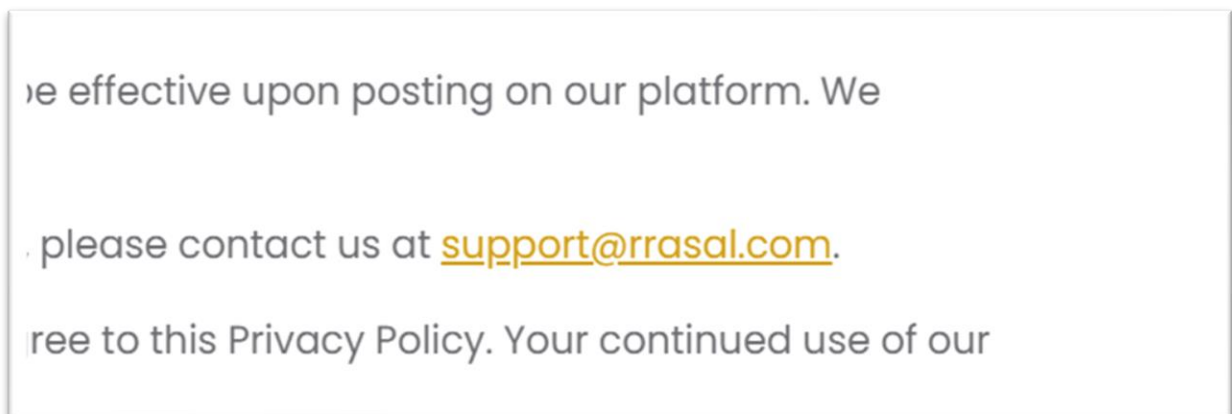 be effective upon posting on our platform. We
please contact us at support@rrasal.com.
to this Privacy Policy. Your continued use of our